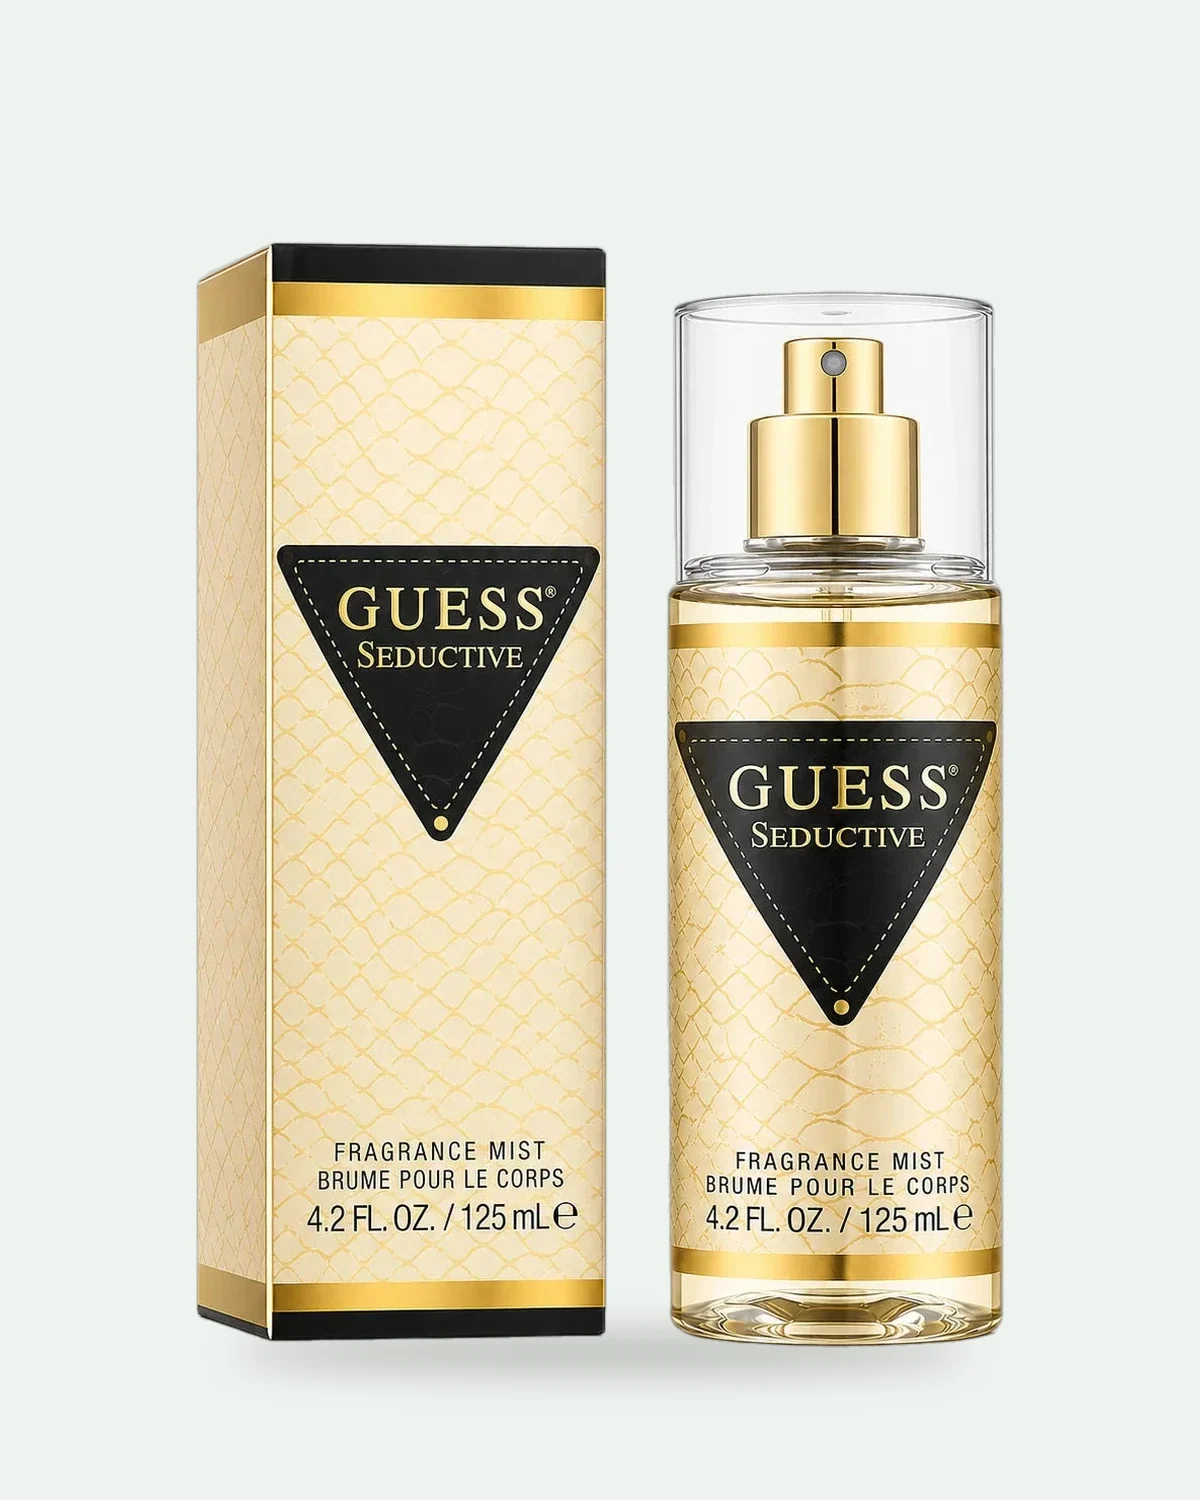 GUESS®
SEDUCTIVE
FRAGRANCE MIST
BRUME POUR LE CORPS
4.2 FL. OZ. / 125 mL ℮
GUESS®
SEDUCTIVE
FRAGRANCE MIST
BRUME POUR LE CORPS
4.2 FL. OZ. / 125 mL ℮